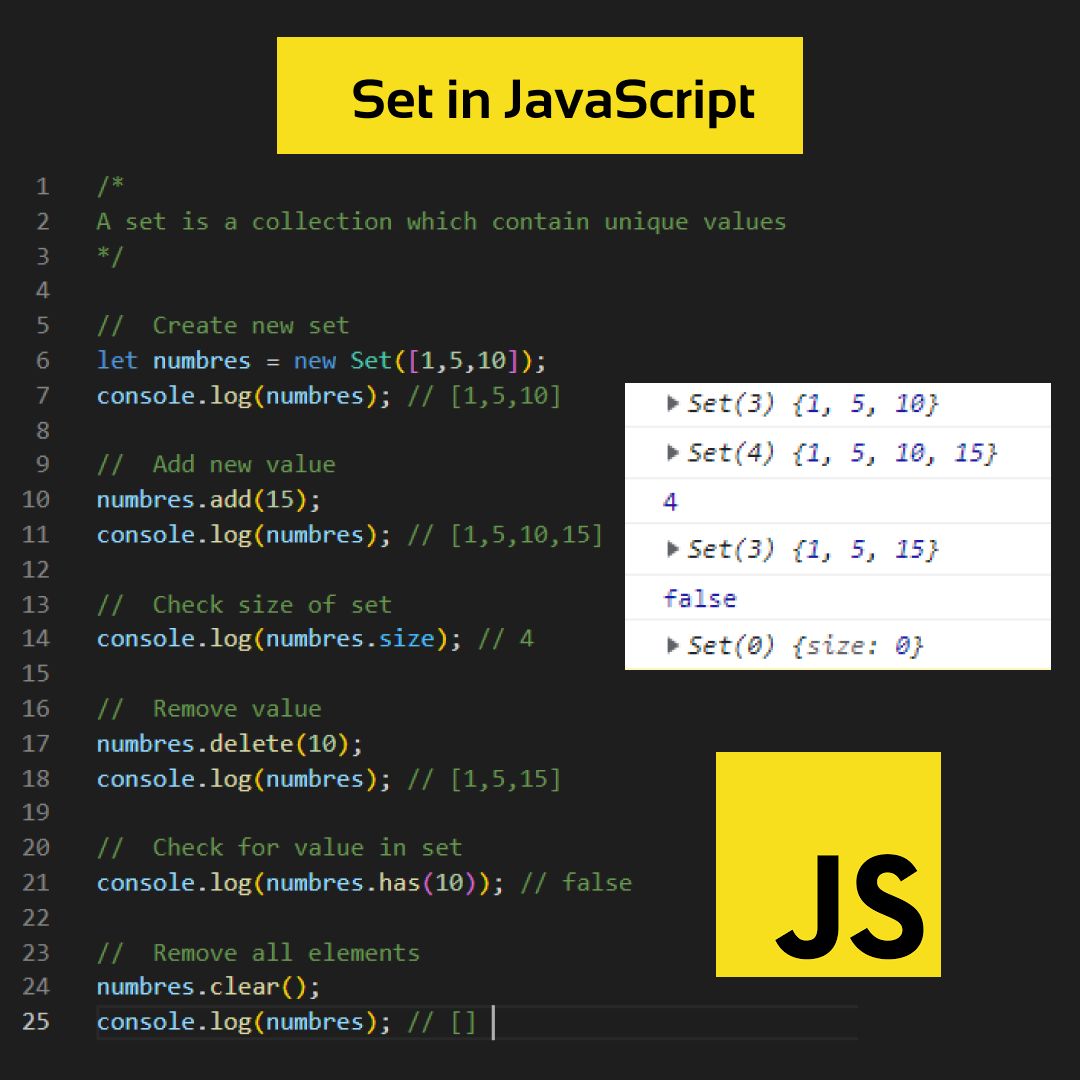 Set in JavaScript
1 /*
2 A set is a collection which contain unique values
3 */
4
5 //  Create new set
6 let numbres = new Set([1,5,10]);
7 console.log(numbres); // [1,5,10]
8
9 //  Add new value
10 numbres.add(15);
11 console.log(numbres); // [1,5,10,15]
12
13 //  Check size of set
14 console.log(numbres.size); // 4
15
16 //  Remove value
17 numbres.delete(10);
18 console.log(numbres); // [1,5,15]
19
20 //  Check for value in set
21 console.log(numbres.has(10)); // false
22
23 //  Remove all elements
24 numbres.clear();
25 console.log(numbres); // []
Set(3) {1, 5, 10}
Set(4) {1, 5, 10, 15}
4
Set(3) {1, 5, 15}
false
Set(0) {size: 0}
JS